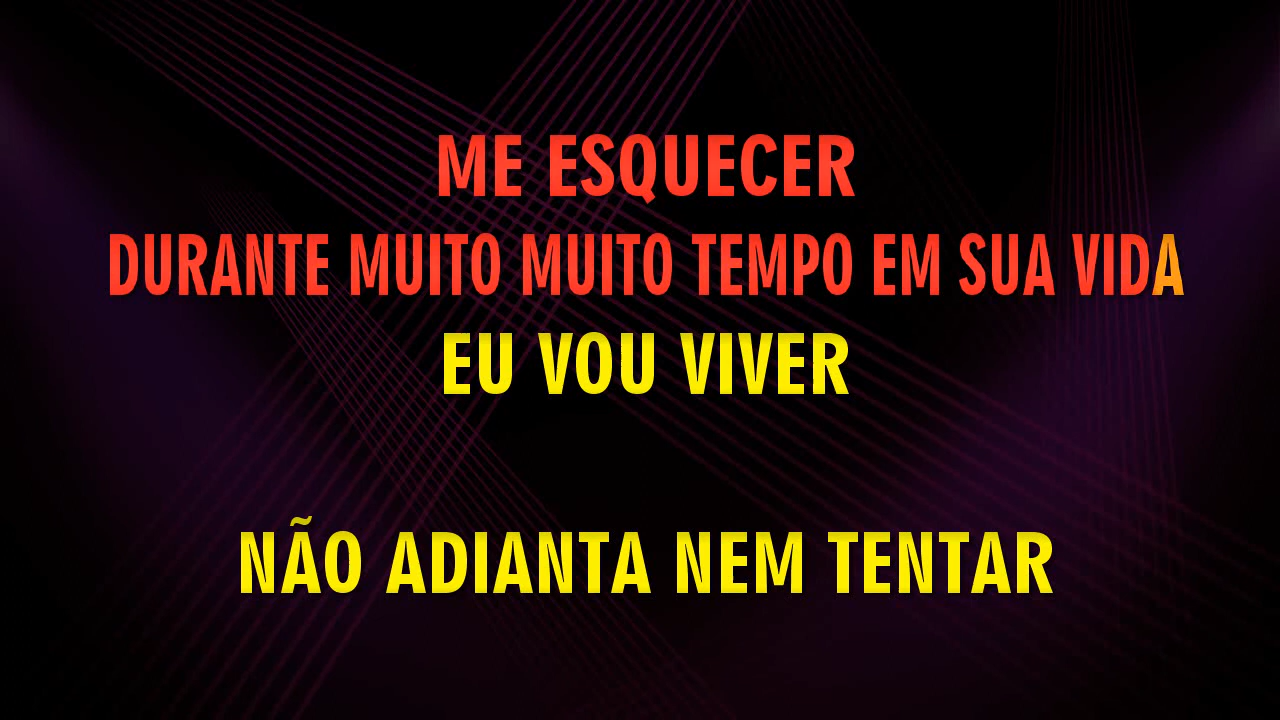 ME ESQUECER
DURANTE MUITO MUITO TEMPO EM SUA VIDA
EU VOU VIVER
NÃO ADIANTA NEM TENTAR